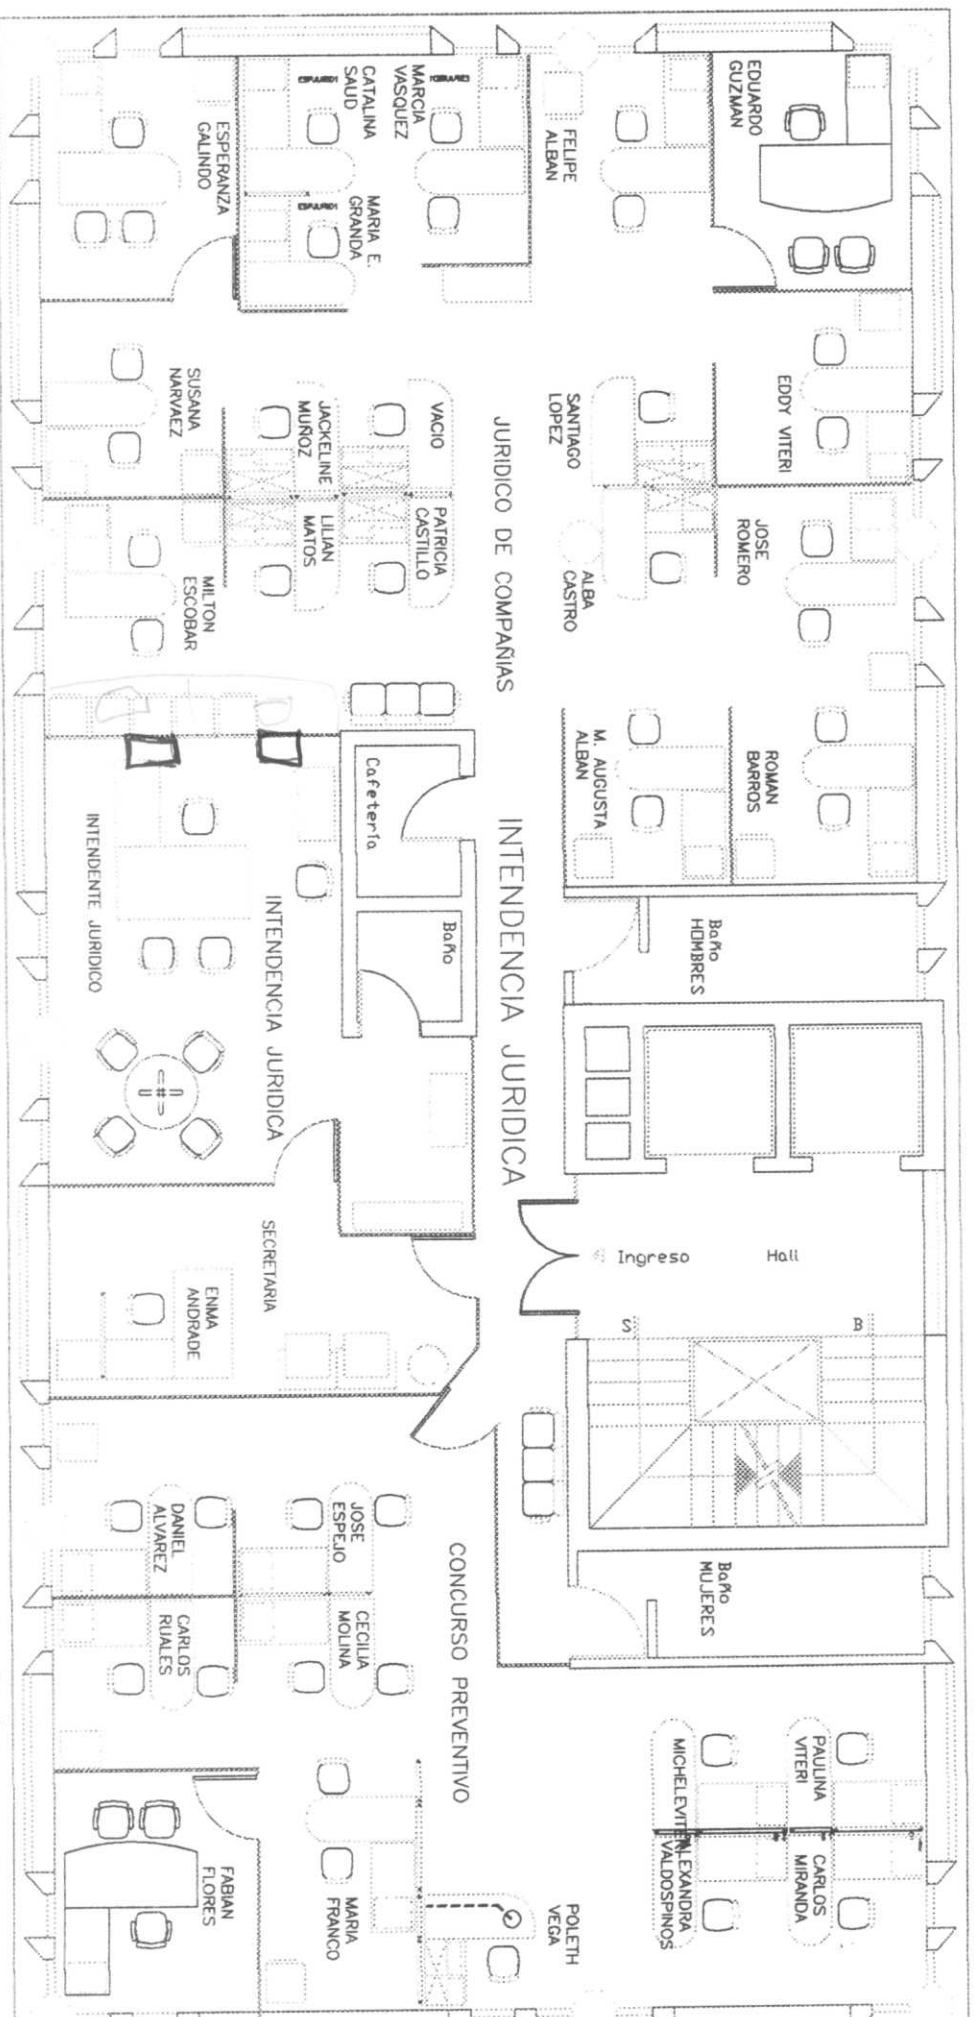 EDUARDO
GUZMAN
FELIPE
ALBAN
MARCIA
VASQUEZ
CATALINA
SAUD
MARIA E.
GRANDA
ESPERANZA
GALINDO
EDDY VITERI
SANTIAGO
LOPEZ
VACIO
JACKELINE
MUÑOZ
SUSANA
NARVAEZ
JOSE
ROMERO
ALBA
CASTRO
JURIDICO DE COMPAÑIAS
PATRICIA
CASTILLO
LILIAN
MATOS
MILTON
ESCOBAR
ROMAN
BARROS
M. AUGUSTA
ALBAN
Cafetería
Baño
INTENDENCIA JURIDICA
INTENDENCIA JURIDICA
INTENDENTE JURIDICO
Baño
HOMBRES
Hall
Ingreso
B
S
SECRETARIA
ENMA
ANDRADE
Baño
MUJERES
CONCURSO PREVENTIVO
JOSE
ESPEJO
DANIEL
ALVAREZ
CECILIA
MOLINA
CARLOS
RUALES
PAULINA
VITERI
MICHELEVITERI
CARLOS
MIRANDA
ALEXANDRA
VALDOSPINOS
POLETH
VEGA
MARIA
FRANCO
FABIAN
FLORES